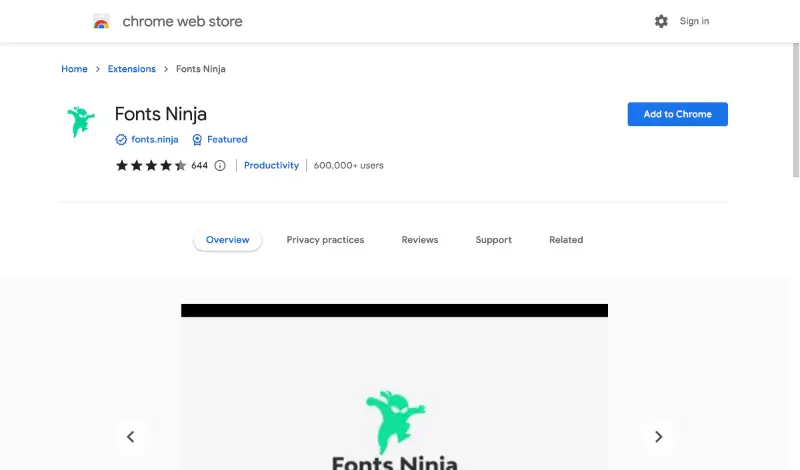 chrome web store
Sign in
Home > Extensions > Fonts Ninja
Fonts Ninja
Add to Chrome
fonts.ninja Featured
644 Productivity 600,000+ users
Overview Privacy practices Reviews Support Related
Fonts Ninja